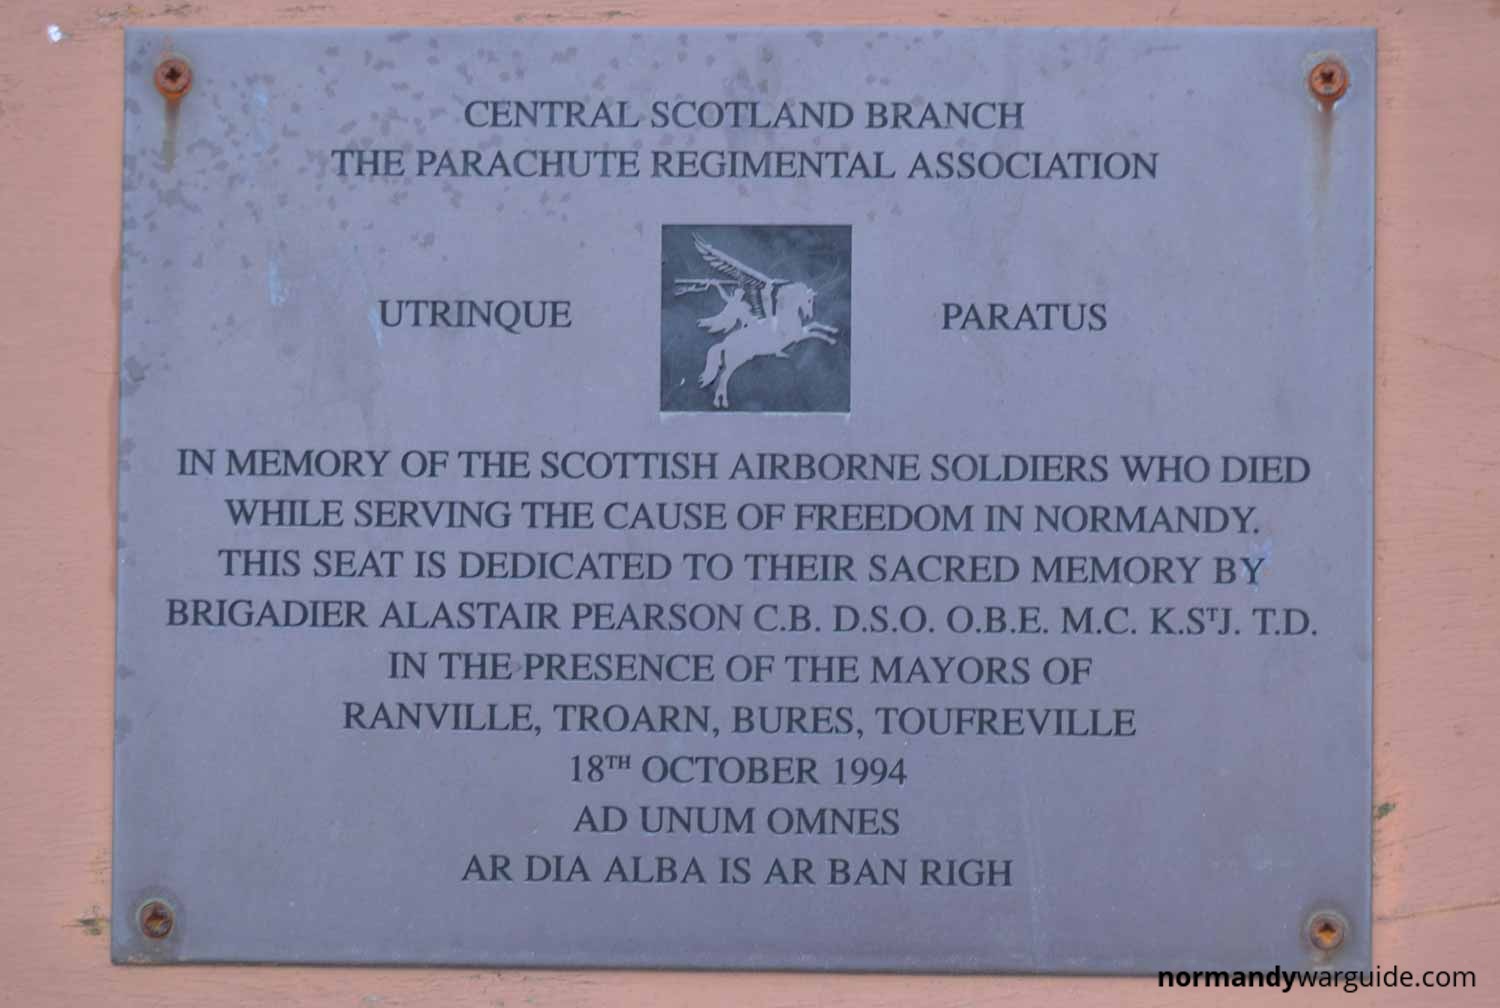 CENTRAL SCOTLAND BRANCH
THE PARACHUTE REGIMENTAL ASSOCIATION
UTRINQUE PARATUS
IN MEMORY OF THE SCOTTISH AIRBORNE SOLDIERS WHO DIED
WHILE SERVING THE CAUSE OF FREEDOM IN NORMANDY.
THIS SEAT IS DEDICATED TO THEIR SACRED MEMORY BY
BRIGADIER ALASTAIR PEARSON C.B. D.S.O. O.B.E. M.C. K.STJ. T.D.
IN THE PRESENCE OF THE MAYORS OF
RANVILLE, TROARN, BURES, TOUFREVILLE
18TH OCTOBER 1994
AD UNUM OMNES
AR DIA ALBA IS AR BAN RIGH
normandywarguide.com